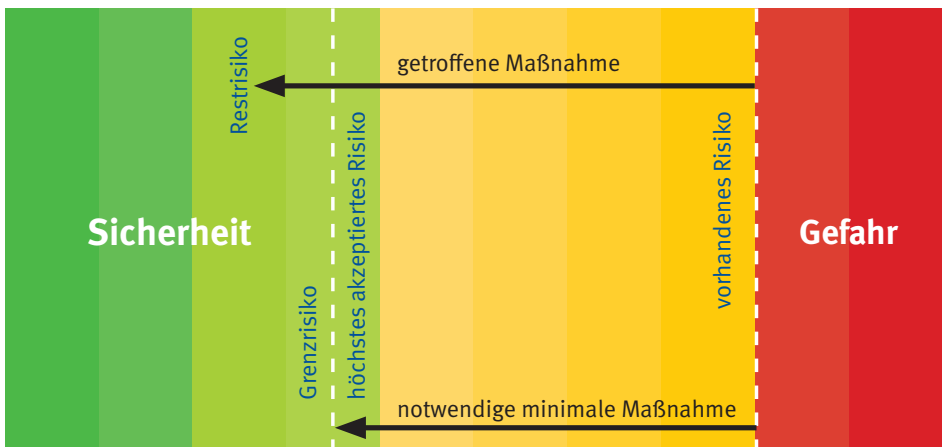 getroffene Maßnahme
Restrisiko
Sicherheit
Grenzrisiko
höchstes akzeptiertes Risiko
vorhandenes Risiko
Gefahr
notwendige minimale Maßnahme